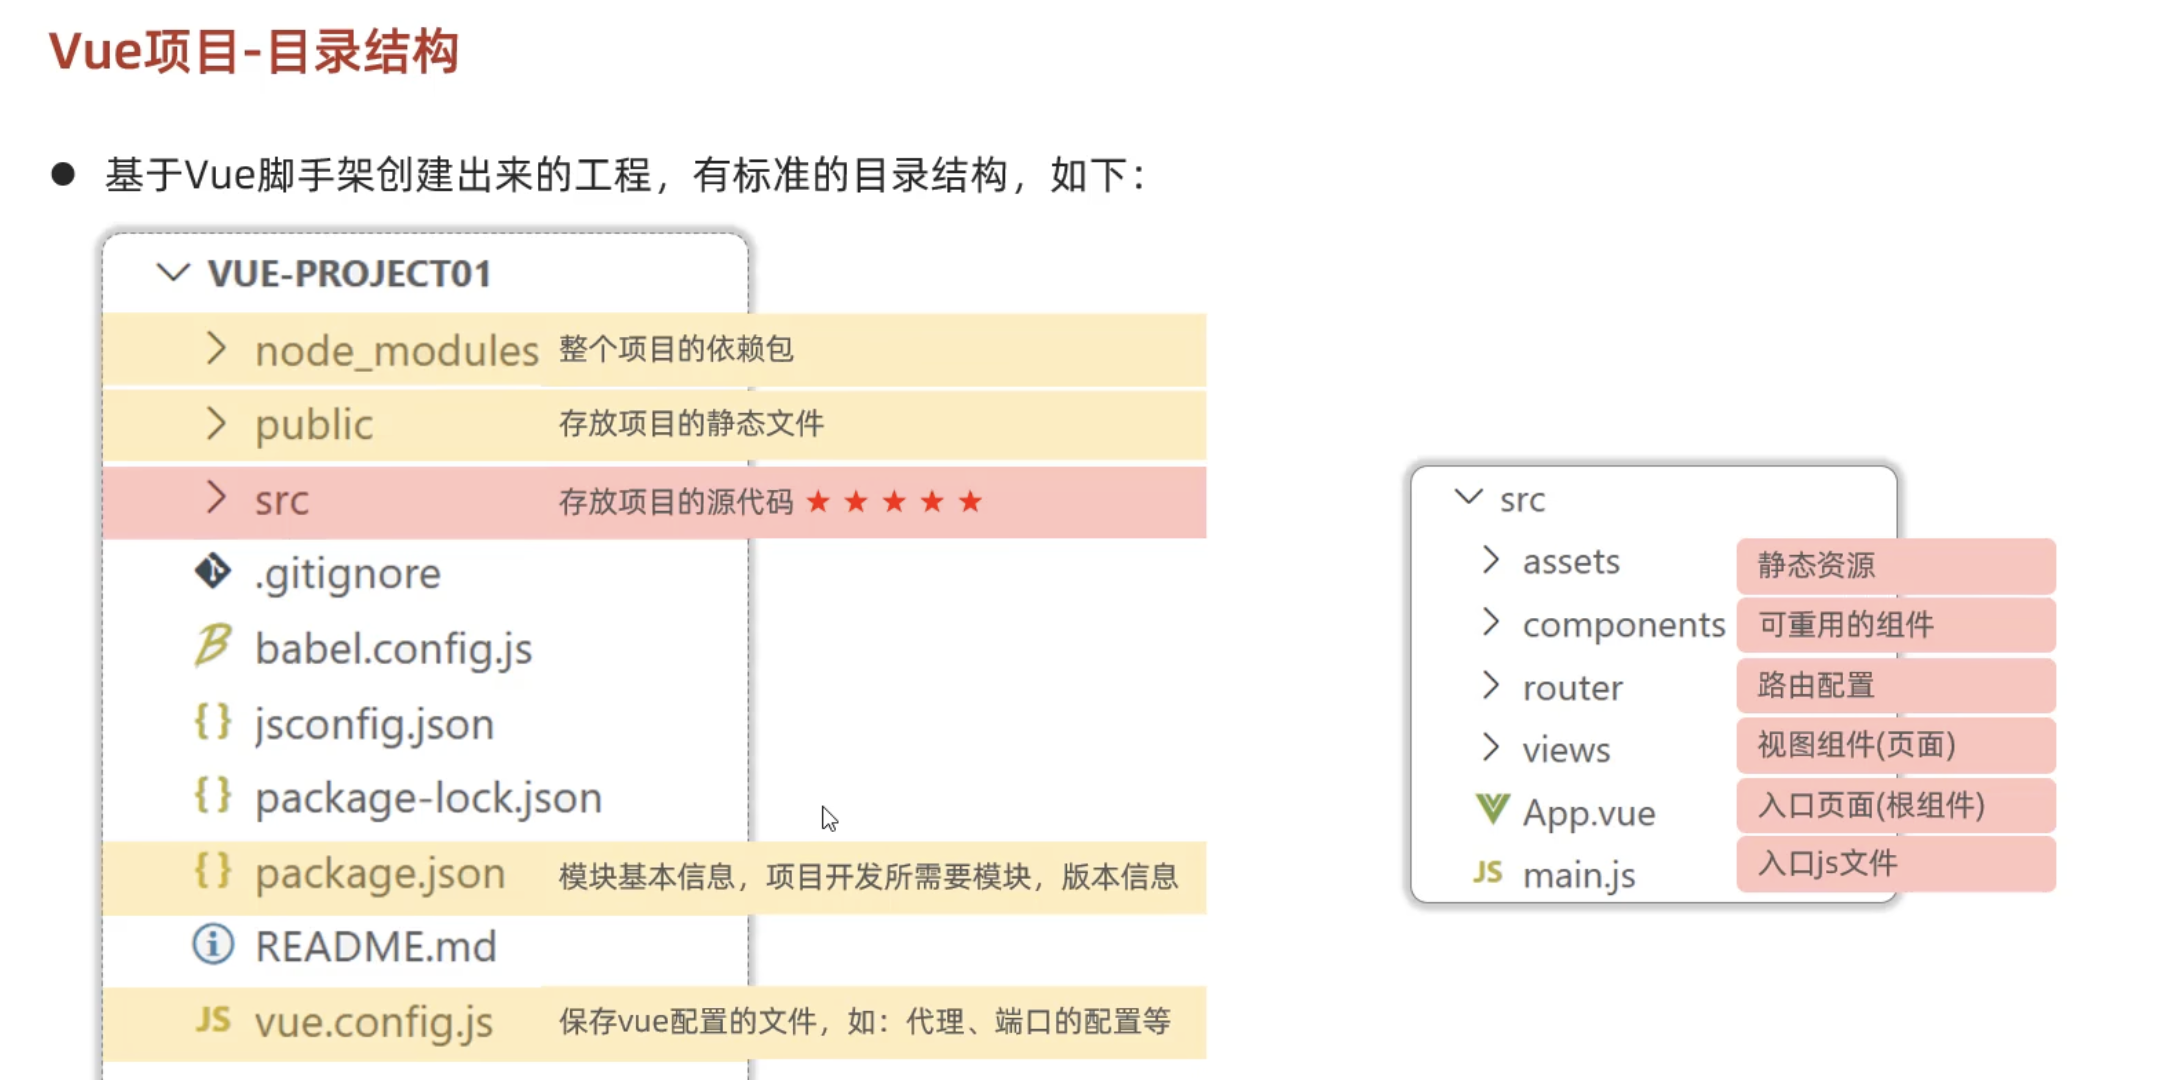 Vue项目-目录结构
● 基于Vue脚手架创建出来的工程，有标准的目录结构，如下：
VUE-PROJECT01
node_modules 整个项目的依赖包
public 存放项目的静态文件
src 存放项目的源代码 ★ ★ ★ ★ ★
.gitignore
babel.config.js
jsconfig.json
package-lock.json
package.json 模块基本信息，项目开发所需要模块，版本信息
README.md
JS vue.config.js 保存vue配置的文件，如：代理、端口的配置等
src
assets 静态资源
components 可重用的组件
router 路由配置
views 视图组件(页面)
App.vue 入口页面(根组件)
JS main.js 入口js文件